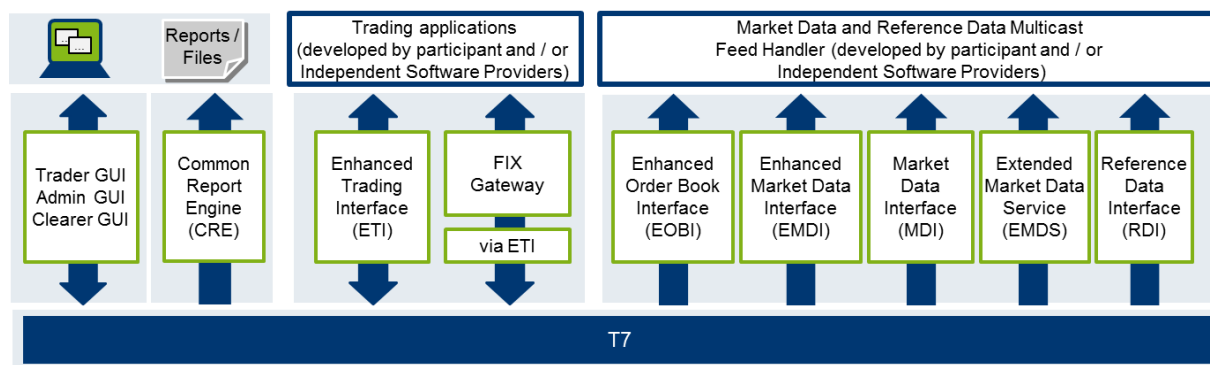 Reports /
Files
Trading applications
(developed by participant and / or
Independent Software Providers)
Market Data and Reference Data Multicast
Feed Handler (developed by participant and / or
Independent Software Providers)
Trader GUI
Admin GUI
Clearer GUI
Common
Report
Engine
(CRE)
Enhanced
Trading
Interface
(ETI)
FIX
Gateway
via ETI
Enhanced
Order Book
Interface
(EOBI)
Enhanced
Market Data
Interface
(EMDI)
Market
Data
Interface
(MDI)
Extended
Market Data
Service
(EMDS)
Reference
Data
Interface
(RDI)
T7